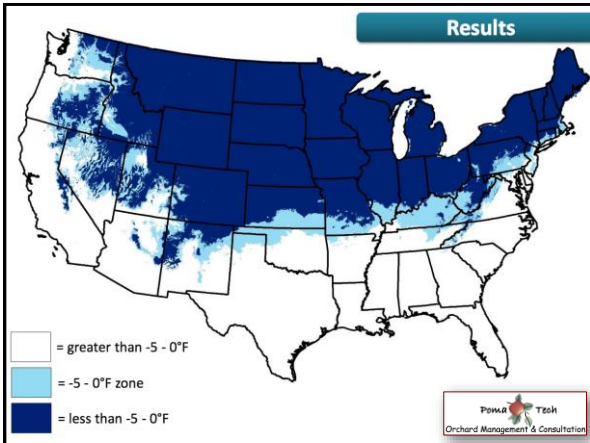 Results
= greater than -5 - 0°F
= -5 - 0°F zone
= less than -5 - 0°F
Poma Tech
Orchard Management & Consultation